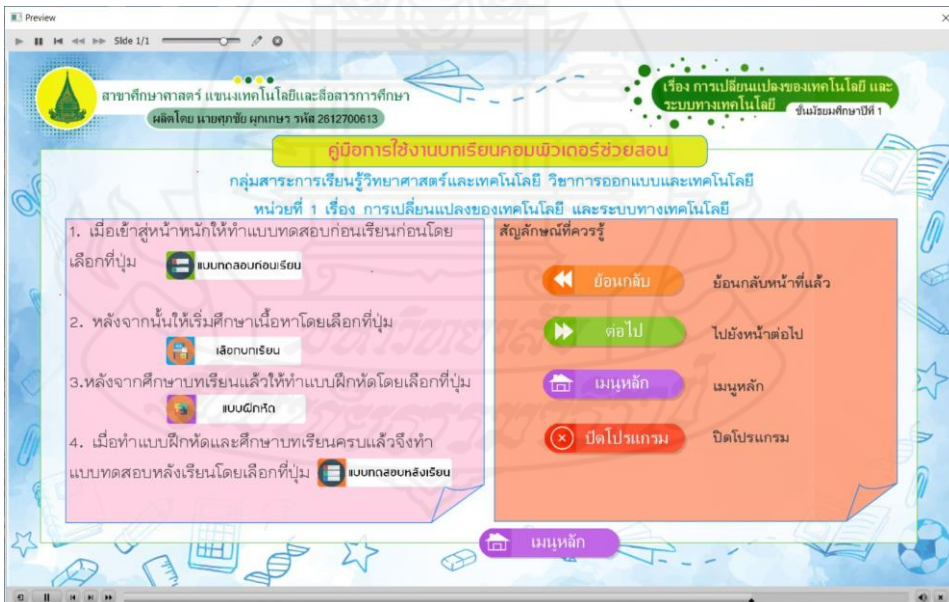 Preview
Slide 1/1
สาขาศึกษาศาสตร์ แขนงเทคโนโลยีและสื่อสารการศึกษา
ผลิตโดย นายศุภชัย ผุกเกษร รหัส 2612700613
เรื่อง การเปลี่ยนแปลงของเทคโนโลยี และ
ระบบทางเทคโนโลยี
ชั้นมัธยมศึกษาปีที่ 1
คู่มือการใช้งานบทเรียนคอมพิวเตอร์ช่วยสอน
กลุ่มสาระการเรียนรู้วิทยาศาสตร์และเทคโนโลยี วิชาการออกแบบและเทคโนโลยี
หน่วยที่ 1 เรื่อง การเปลี่ยนแปลงของเทคโนโลยี และระบบทางเทคโนโลยี
1. เมื่อเข้าสู่หน้าหนักให้ทำแบบทดสอบก่อนเรียนก่อนโดย
เลือกที่ปุ่ม แบบทดสอบก่อนเรียน
2. หลังจากนั้นให้เริ่มศึกษาเนื้อหาโดยเลือกที่ปุ่ม
เลือกบทเรียน
3.หลังจากศึกษาบทเรียนแล้วให้ทำแบบฝึกหัดโดยเลือกที่ปุ่ม
แบบฝึกหัด
4. เมื่อทำแบบฝึกหัดและศึกษาบทเรียนครบแล้วจึงทำ
แบบทดสอบหลังเรียนโดยเลือกที่ปุ่ม แบบทดสอบหลังเรียน
สัญลักษณ์ที่ควรรู้
ย้อนกลับ ย้อนกลับหน้าที่แล้ว
ต่อไป ไปยังหน้าต่อไป
เมนูหลัก เมนูหลัก
ปิดโปรแกรม ปิดโปรแกรม
เมนูหลัก